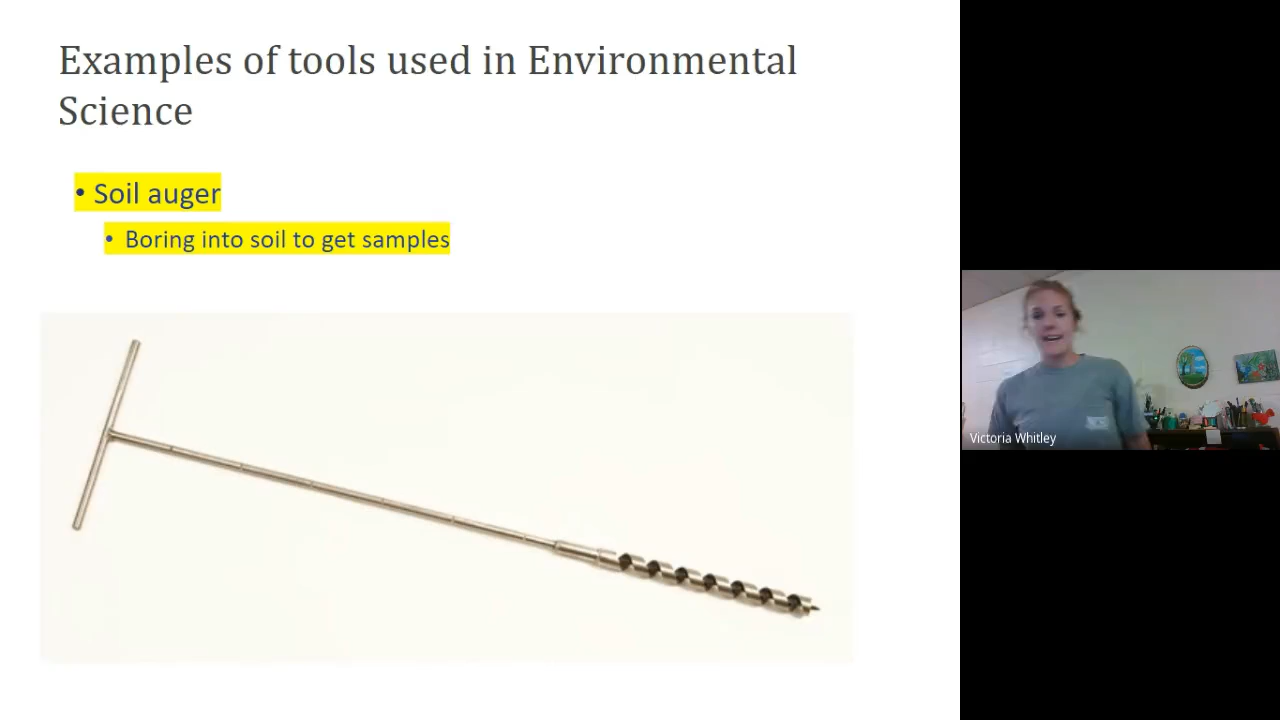 Examples of tools used in Environmental
Science
• Soil auger
• Boring into soil to get samples
Victoria Whitley